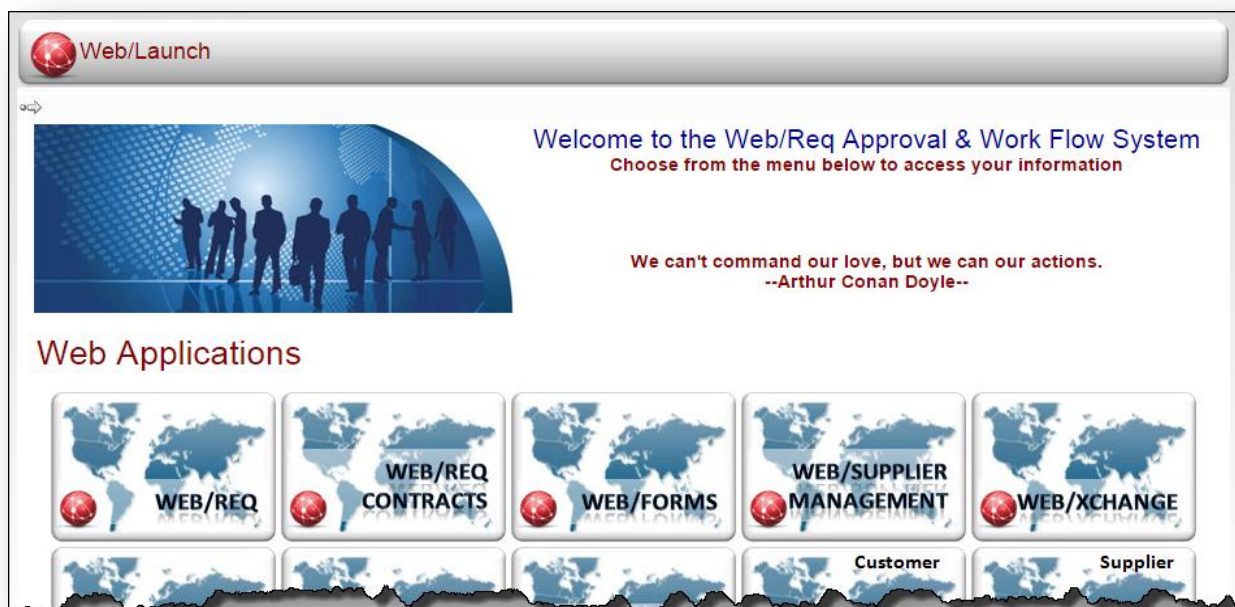 Web/Launch
Welcome to the Web/Req Approval & Work Flow System
Choose from the menu below to access your information
We can't command our love, but we can our actions.
--Arthur Conan Doyle--
Web Applications
WEB/REQ
WEB/REQ
CONTRACTS
WEB/FORMS
WEB/SUPPLIER
MANAGEMENT
WEB/XCHANGE
Customer
Supplier